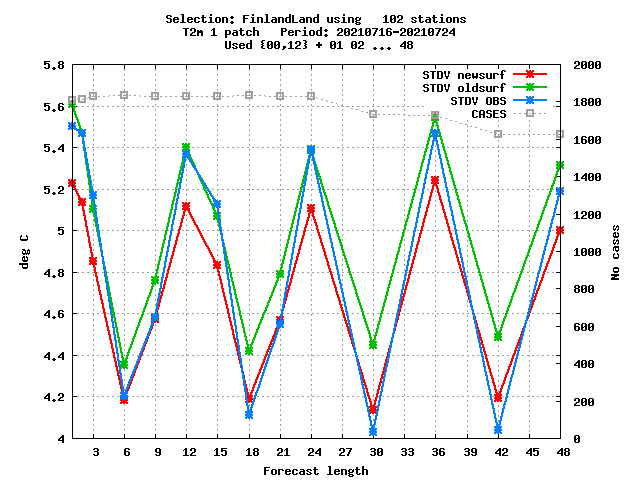 Selection: FinlandLand using   102 stations
T2m 1 patch   Period: 20210716-20210724
Used {00,12} + 01 02 ... 48
STDV newsurf
STDV oldsurf
STDV OBS
CASES
deg C
5.8
5.6
5.4
5.2
5
4.8
4.6
4.4
4.2
4
2000
1800
1600
1400
1200
1000
800
600
400
200
0
No cases
3 6 9 12 15 18 21 24 27 30 33 36 39 42 45 48
Forecast length